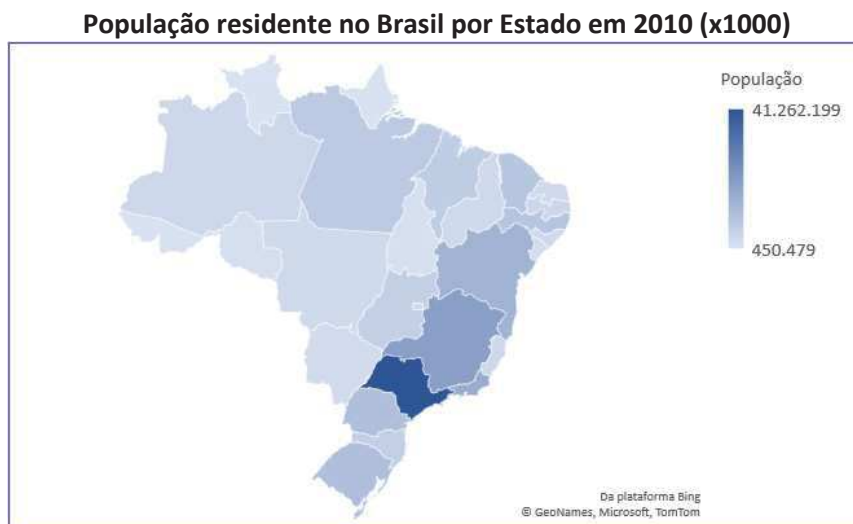 População residente no Brasil por Estado em 2010 (x1000)
População
41.262.199
450.479
Da plataforma Bing
© GeoNames, Microsoft, TomTom